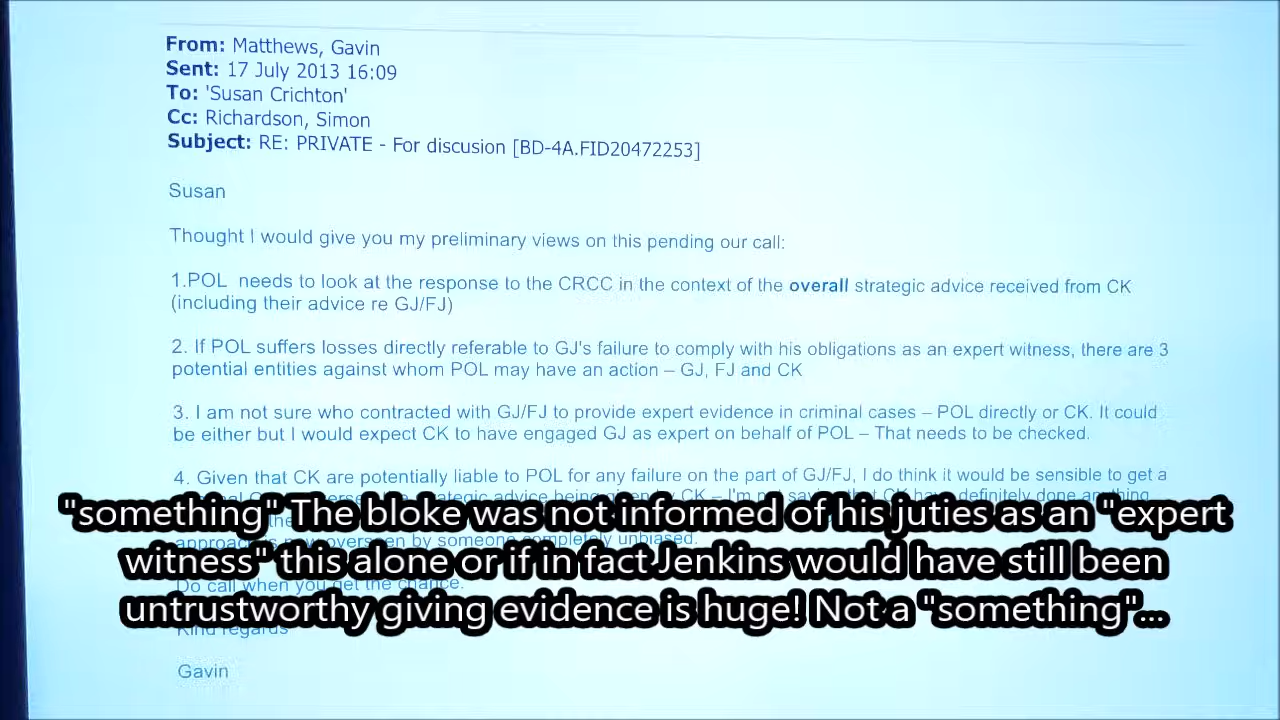 From: Matthews, Gavin
Sent: 17 July 2013 16:09
To: 'Susan Crichton'
Cc: Richardson, Simon
Subject: RE: PRIVATE - For discusion [BD-4A.FID20472253]
Susan
Thought I would give you my preliminary views on this pending our call:
1.POL needs to look at the response to the CRCC in the context of the overall strategic advice received from CK
(including their advice re GJ/FJ)
2. If POL suffers losses directly referable to GJ's failure to comply with his obligations as an expert witness, there are 3
potential entities against whom POL may have an action – GJ, FJ and CK
3. I am not sure who contracted with GJ/FJ to provide expert evidence in criminal cases – POL directly or CK. It could
be either but I would expect CK to have engaged GJ as expert on behalf of POL – That needs to be checked.
4. Given that CK are potentially liable to POL for any failure on the part of GJ/FJ, I do think it would be sensible to get a
definitely done anything
"something" The bloke was not informed of his juties as an "expert
by someone completely unbiased.
witness" this alone or if in fact Jenkins would have still been
Do call when you get the chance.
untrustworthy giving evidence is huge! Not a "something"...
Kind regards
Gavin